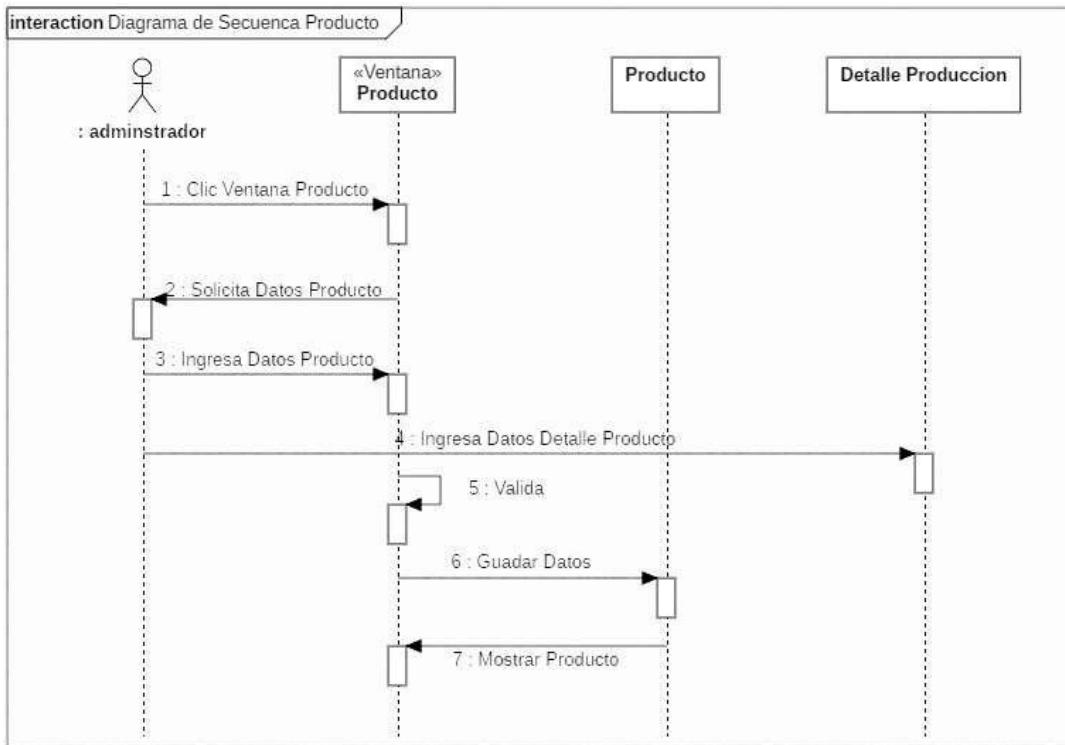 interaction Diagrama de Secuenca Producto
«Ventana»
Producto
Producto
Detalle Produccion
: adminstrador
1 : Clic Ventana Producto
2 : Solicita Datos Producto
3 : Ingresa Datos Producto
4 : Ingresa Datos Detalle Producto
5 : Valida
6 : Guadar Datos
7 : Mostrar Producto